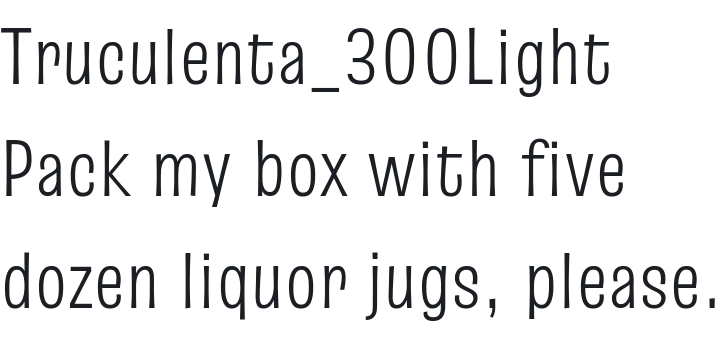 Truculenta_300Light
Pack my box with five
dozen liquor jugs, please.